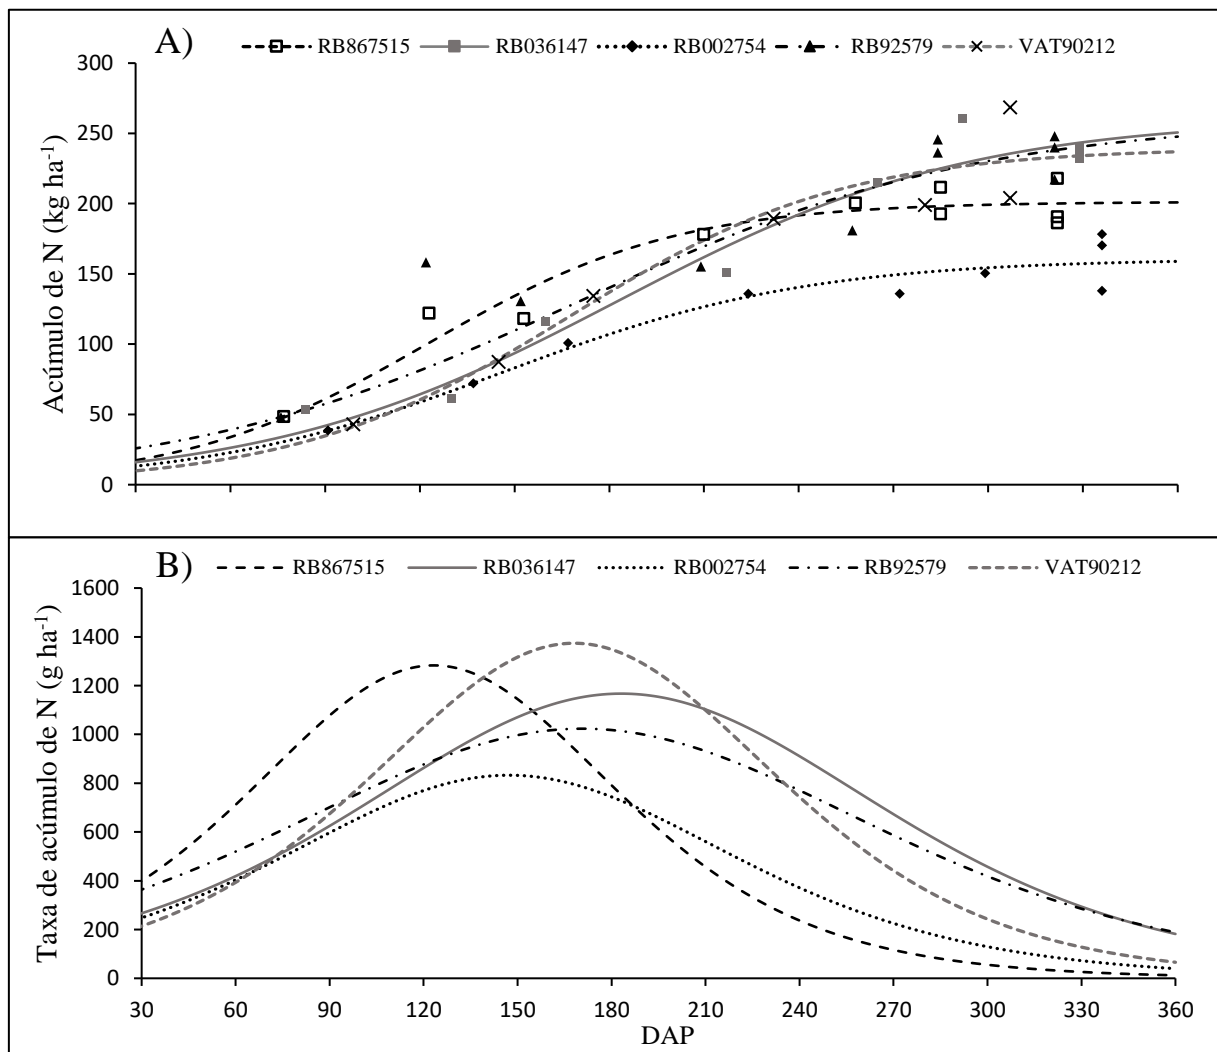 A) RB867515 RB036147 RB002754 RB92579 VAT90212
Acúmulo de N (kg ha⁻¹)
300
250
200
150
100
50
0
B) RB867515 RB036147 RB002754 RB92579 VAT90212
Taxa de acúmulo de N (g ha⁻¹)
1600
1400
1200
1000
800
600
400
200
0
30 60 90 120 150 180 210 240 270 300 330 360
DAP